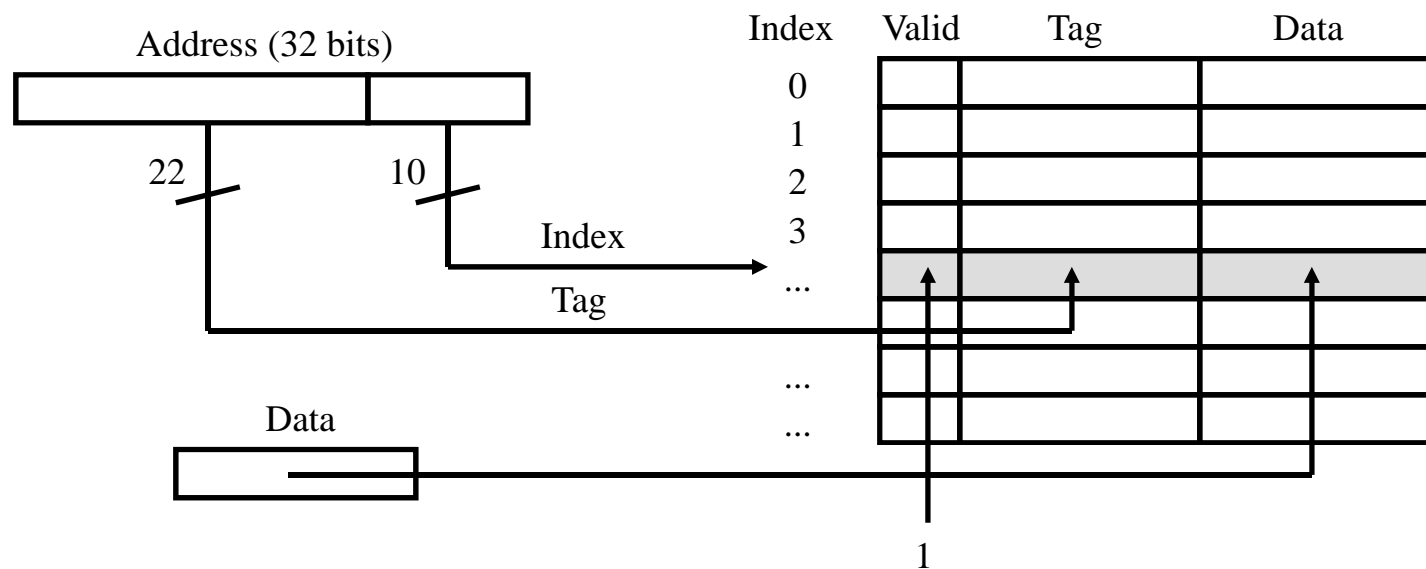 Address (32 bits)
Index Valid Tag Data
0
1
22 10
2
3
Index
...
Tag
...
Data
...
1